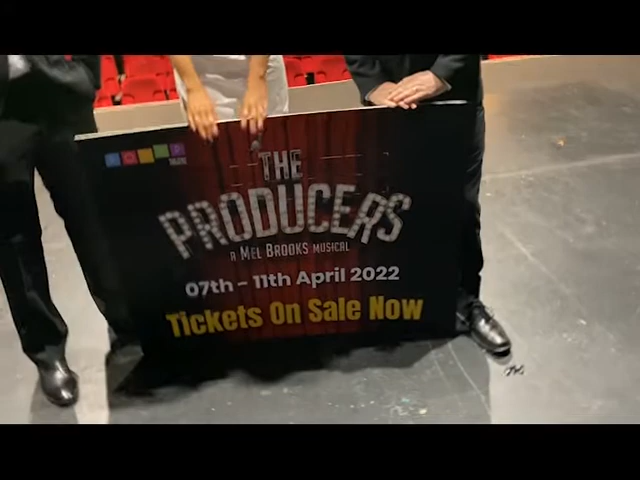 THE
PRODUCERS
A MEL BROOKS MUSICAL
07th - 11th April 2022
Tickets On Sale Now